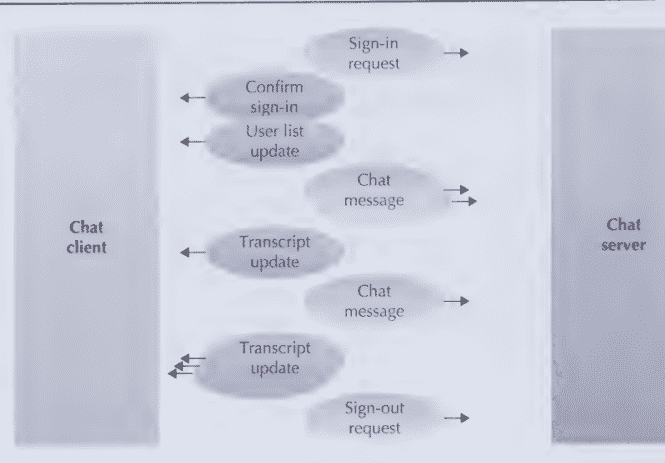 Sign-in
request
Confirm
sign-in
User list
update
Chat
message
Chat
client
Chat
server
Transcript
update
Chat
message
Transcript
update
Sign-out
request